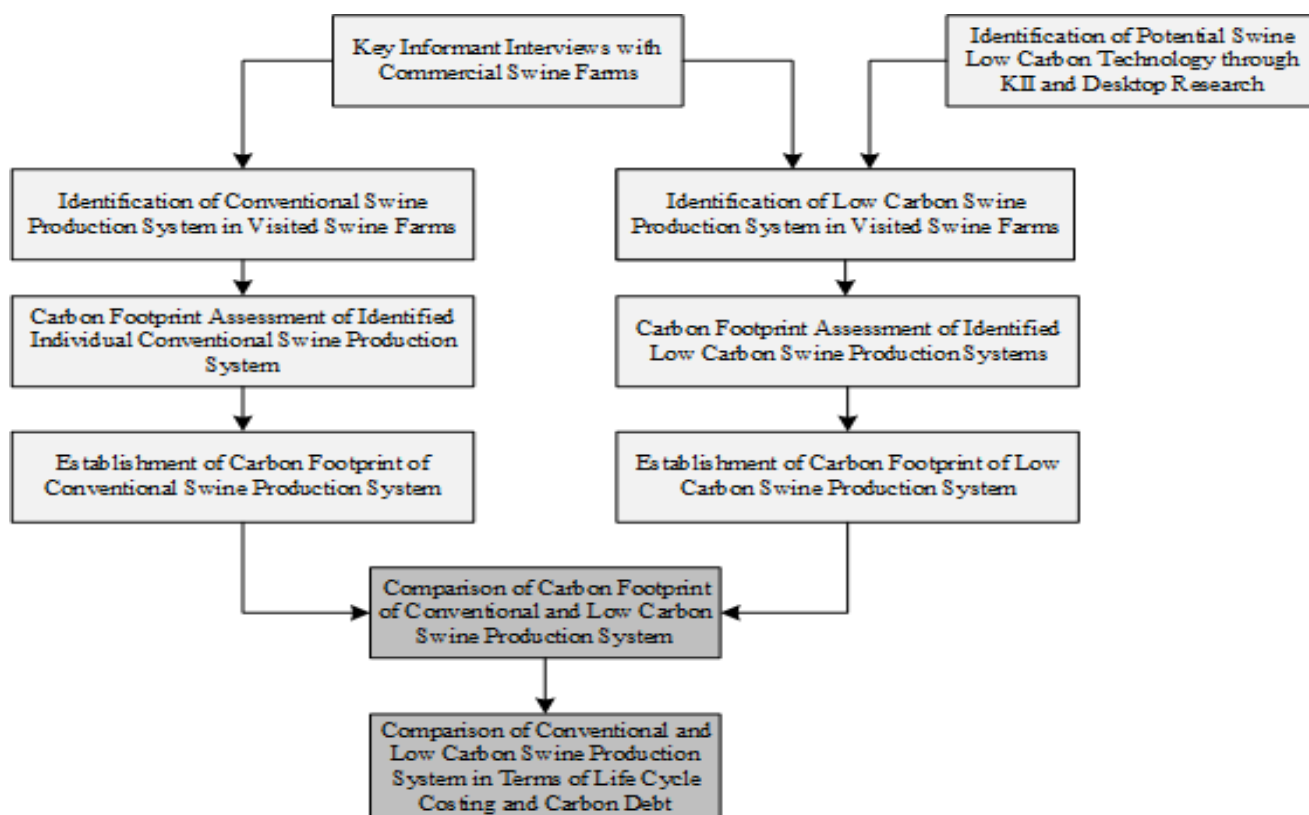 Key Informant Interviews with
Commercial Swine Farms
Identification of Potential Swine
Low Carbon Technology through
KII and Desktop Research
Identification of Conventional Swine
Production System in Visited Swine Farms
Identification of Low Carbon Swine
Production System in Visited Swine Farms
Carbon Footprint Assessment of Identified
Individual Conventional Swine Production
System
Carbon Footprint Assessment of Identified
Low Carbon Swine Production Systems
Establishment of Carbon Footprint of
Conventional Swine Production System
Establishment of Carbon Footprint of Low
Carbon Swine Production System
Comparison of Carbon Footprint
of Conventional and Low Carbon
Swine Production System
Comparison of Conventional and
Low Carbon Swine Production
System in Terms of Life Cycle
Costing and Carbon Debt